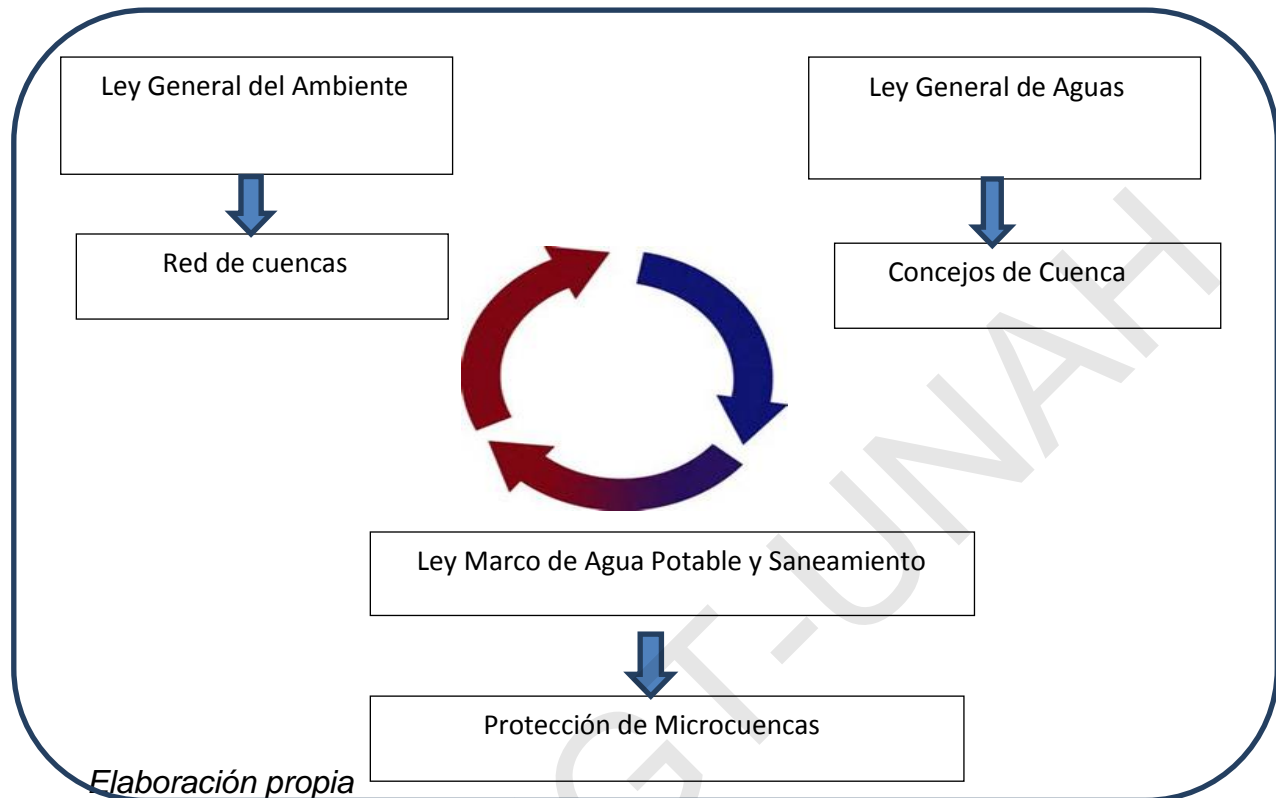 Ley General del Ambiente
Ley General de Aguas
Red de cuencas
Concejos de Cuenca
Ley Marco de Agua Potable y Saneamiento
Protección de Microcuencas
Elaboración propia
GT-UNAH